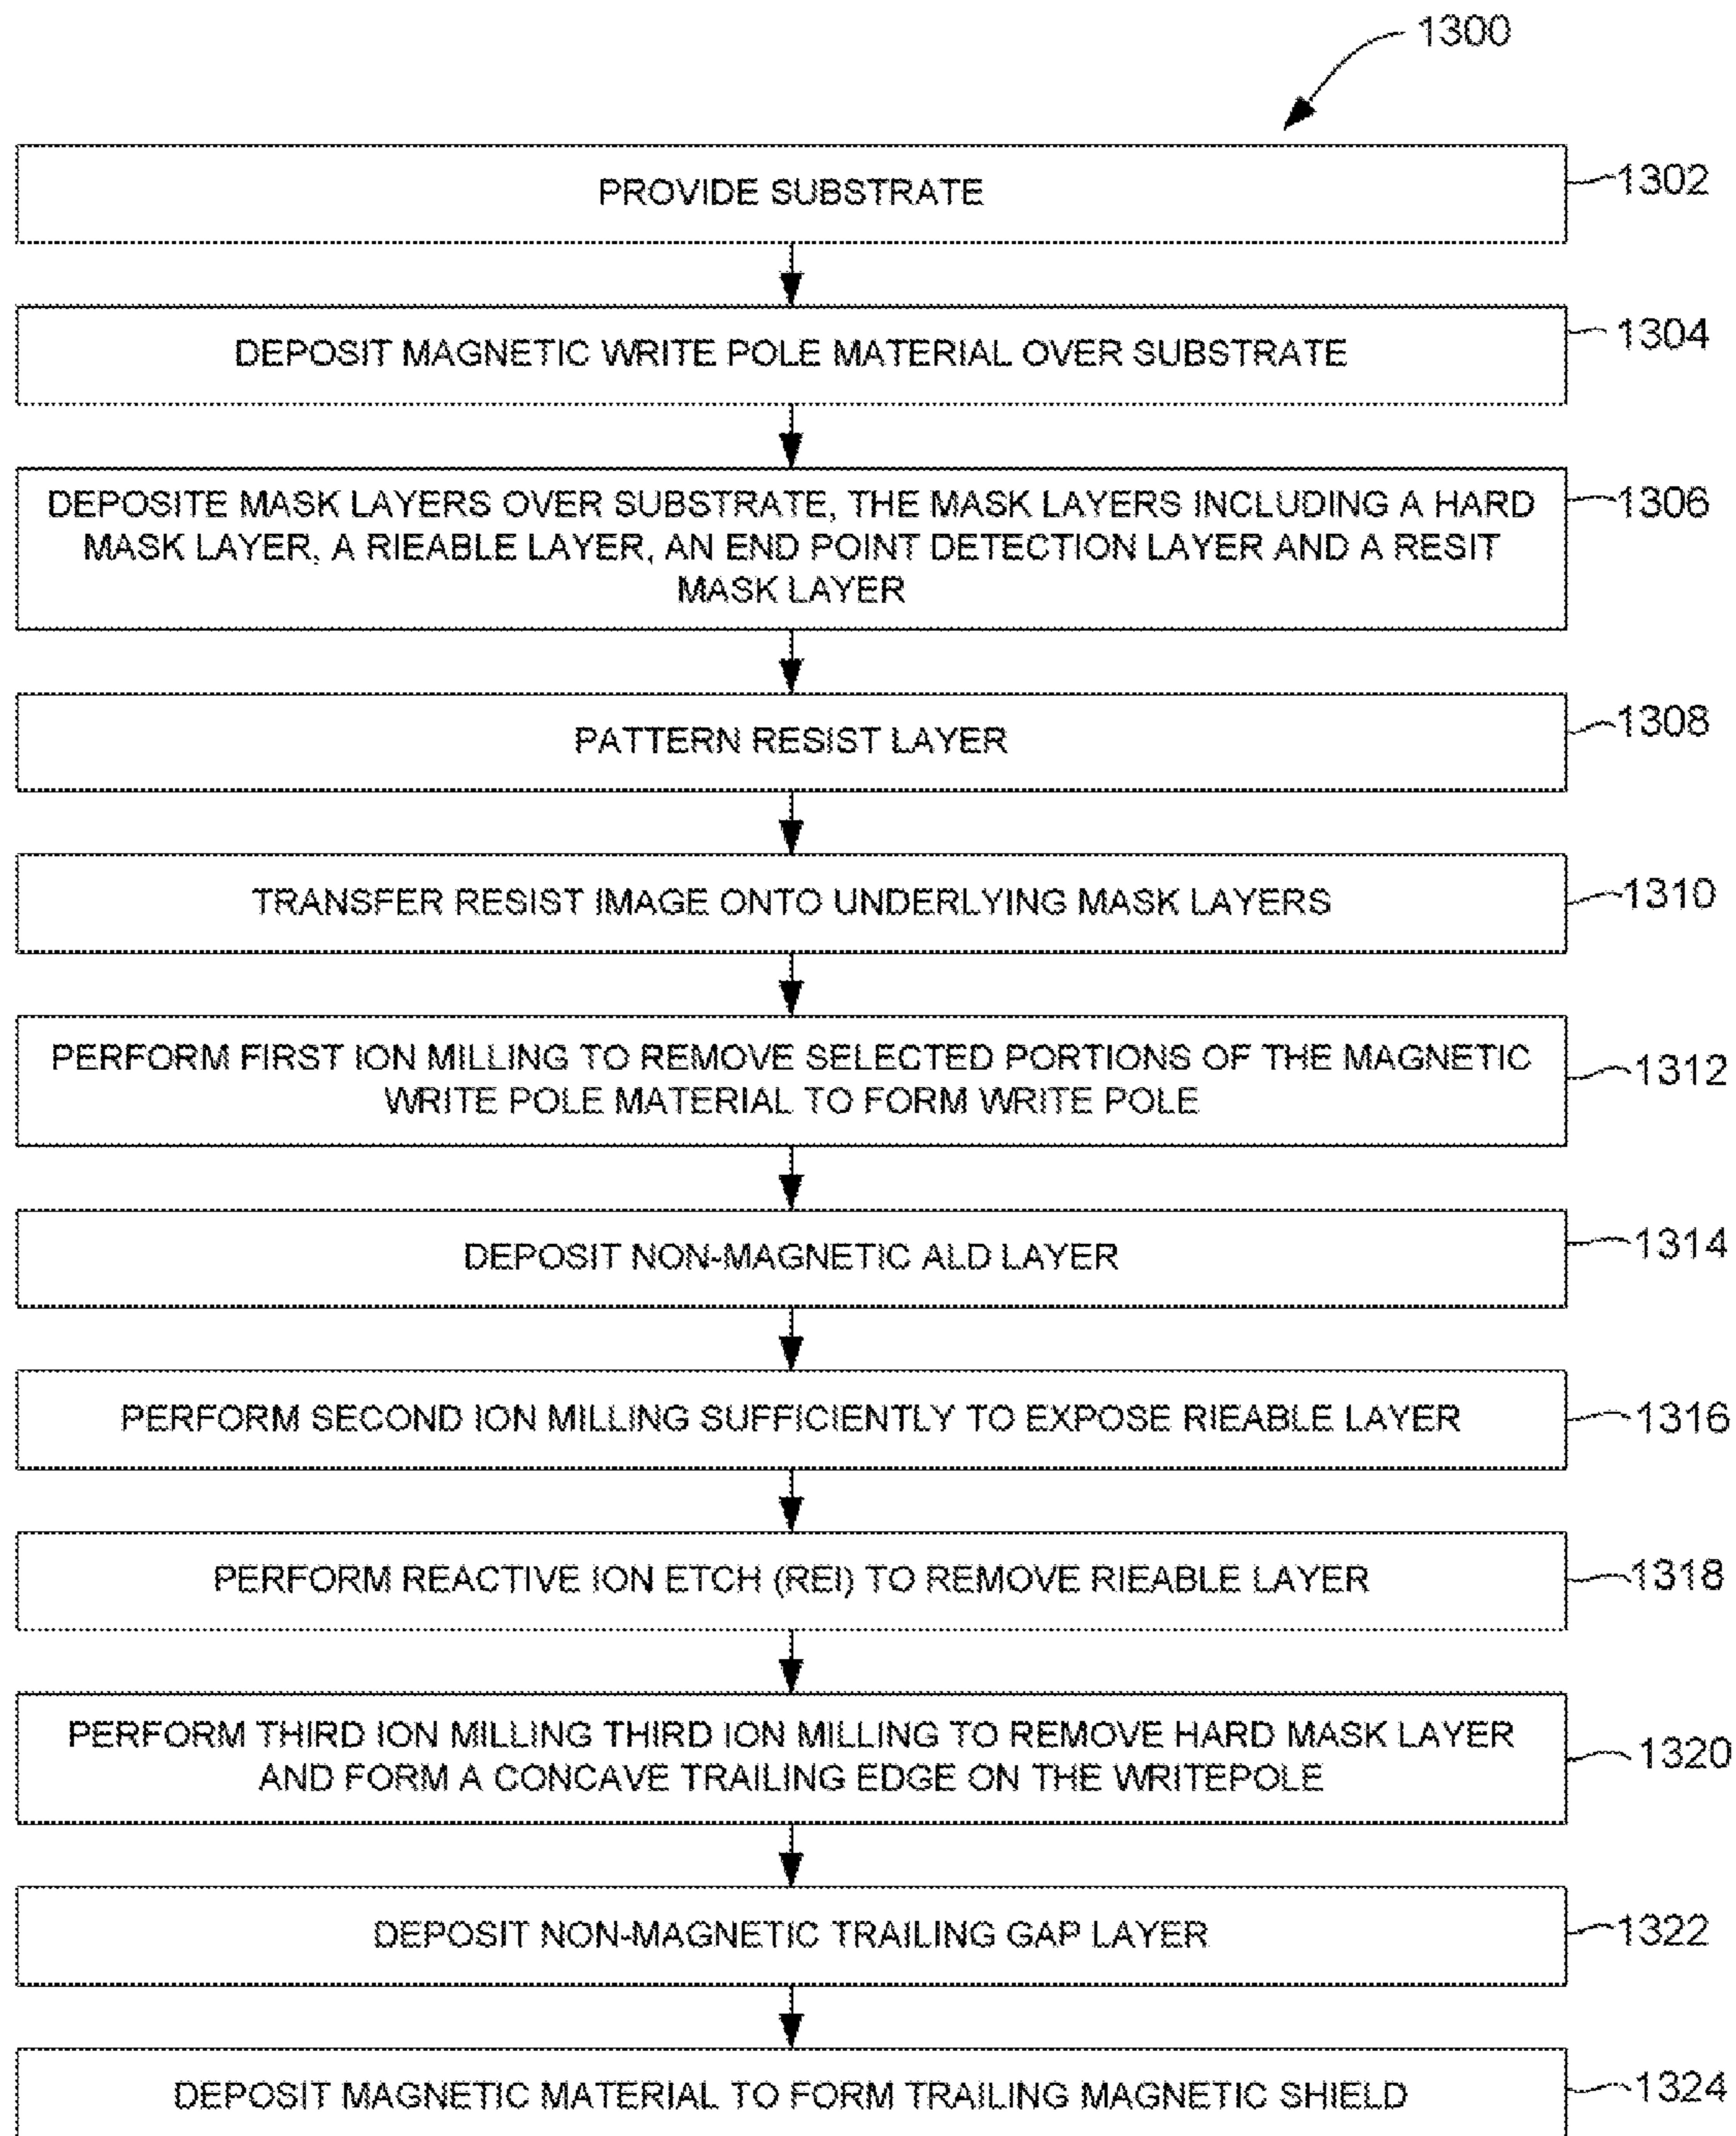 1300
PROVIDE SUBSTRATE
1302
DEPOSIT MAGNETIC WRITE POLE MATERIAL OVER SUBSTRATE
1304
DEPOSITE MASK LAYERS OVER SUBSTRATE, THE MASK LAYERS INCLUDING A HARD
MASK LAYER, A RIEABLE LAYER, AN END POINT DETECTION LAYER AND A RESIT
MASK LAYER
1306
PATTERN RESIST LAYER
1308
TRANSFER RESIST IMAGE ONTO UNDERLYING MASK LAYERS
1310
PERFORM FIRST ION MILLING TO REMOVE SELECTED PORTIONS OF THE MAGNETIC
WRITE POLE MATERIAL TO FORM WRITE POLE
1312
DEPOSIT NON-MAGNETIC ALD LAYER
1314
PERFORM SECOND ION MILLING SUFFICIENTLY TO EXPOSE RIEABLE LAYER
1316
PERFORM REACTIVE ION ETCH (REI) TO REMOVE RIEABLE LAYER
1318
PERFORM THIRD ION MILLING THIRD ION MILLING TO REMOVE HARD MASK LAYER
AND FORM A CONCAVE TRAILING EDGE ON THE WRITEPOLE
1320
DEPOSIT NON-MAGNETIC TRAILING GAP LAYER
1322
DEPOSIT MAGNETIC MATERIAL TO FORM TRAILING MAGNETIC SHIELD
1324